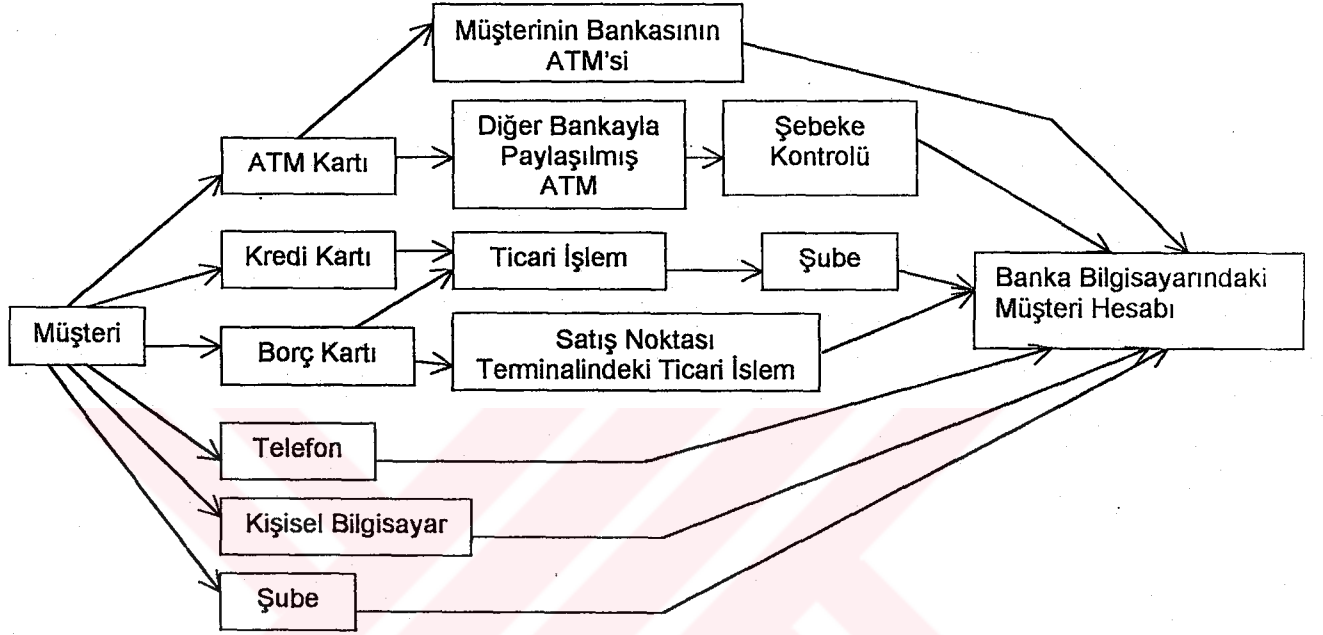 Müşterinin Bankasının
ATM'si
Diğer Bankayla
Paylaşılmış
ATM
Şebeke
Kontrolü
ATM Kartı
Kredi Kartı
Ticari İşlem
Şube
Banka Bilgisayarındaki
Müşteri Hesabı
Müşteri
Borç Kartı
Satış Noktası
Terminalindeki Ticari İslem
Telefon
Kişisel Bilgisayar
Şube